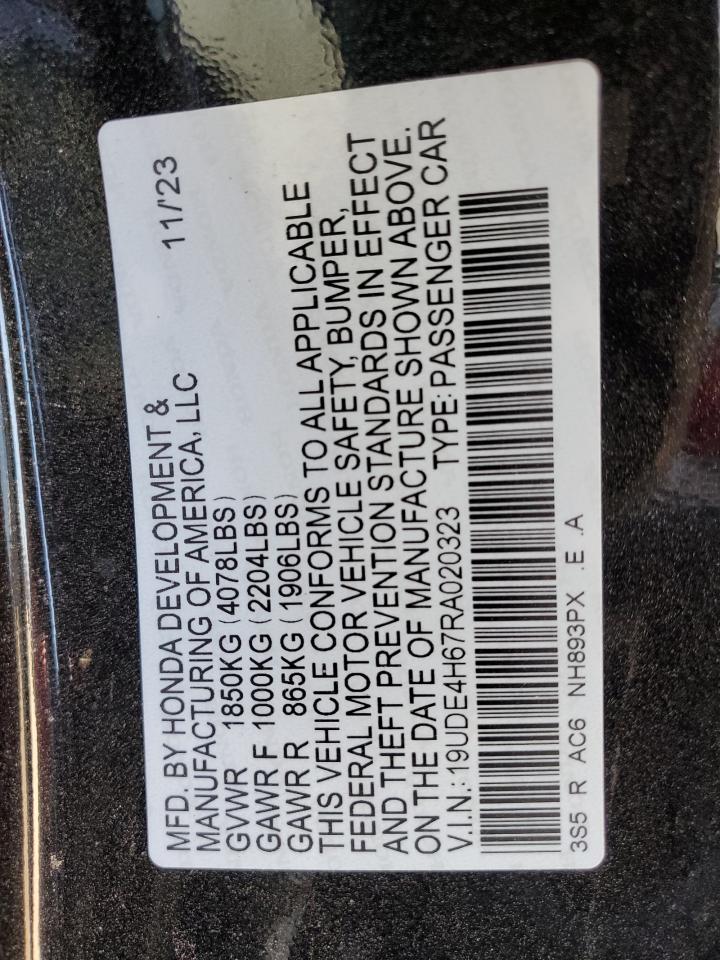 MFD. BY HONDA DEVELOPMENT & 11/'23
MANUFACTURING OF AMERICA, LLC
GVWR 1850KG (4078LBS)
GAWR F 1000KG (2204LBS)
GAWR R 865KG (1906LBS)
THIS VEHICLE CONFORMS TO ALL APPLICABLE
FEDERAL MOTOR VEHICLE SAFETY, BUMPER,
AND THEFT PREVENTION STANDARDS IN EFFECT
ON THE DATE OF MANUFACTURE SHOWN ABOVE.
V.I.N.: 19UDE4H67RA020323 TYPE: PASSENGER CAR
3S5 R AC6 NH893PX .E .A